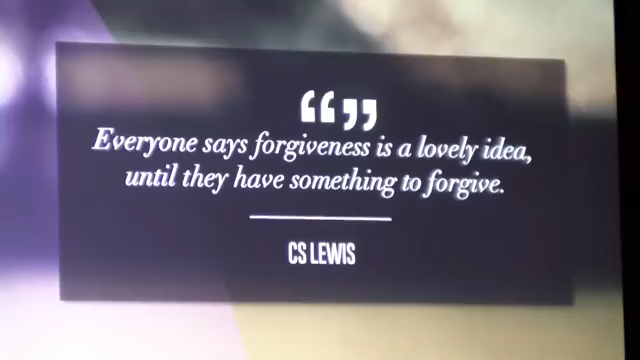 “”
Everyone says forgiveness is a lovely idea,
until they have something to forgive.
CS LEWIS